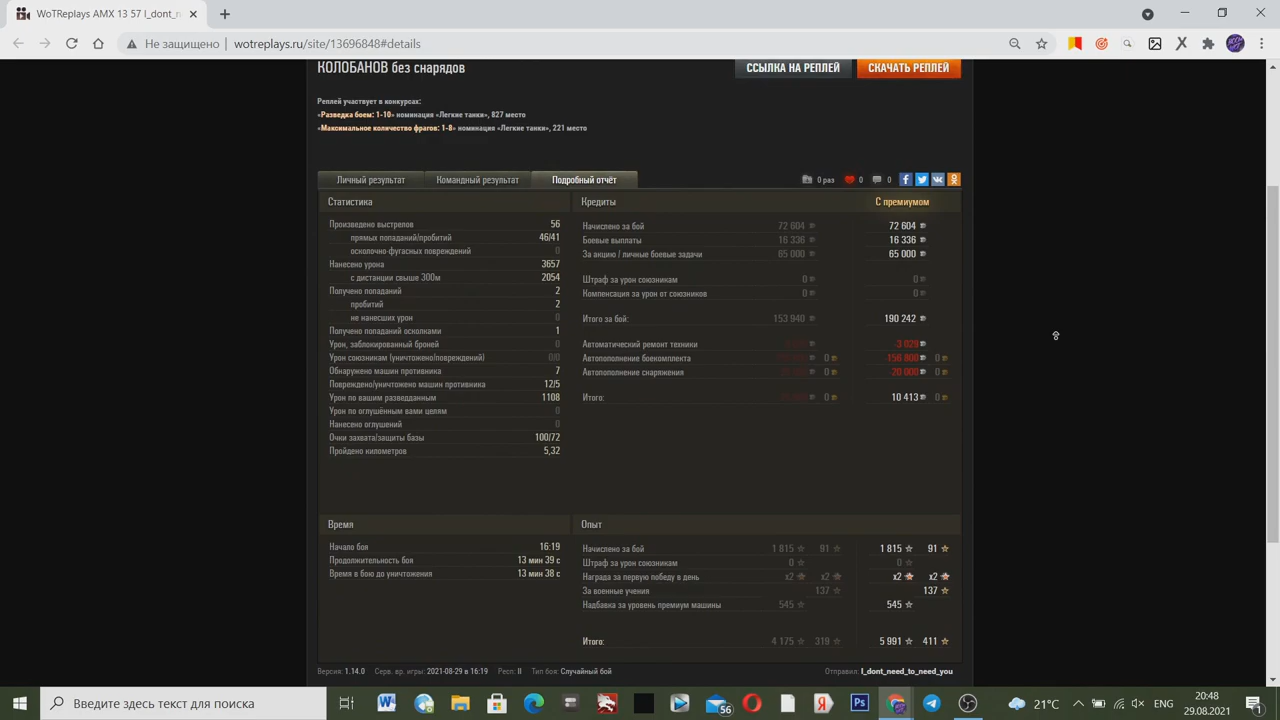 WoTReplays AMX 13 57 I_dont_n
Не защищено
wotreplays.ru/site/13696848#details
КОЛОБАНОВ без снарядов
ССЫЛКА НА РЕПЛЕЙ
СКАЧАТЬ РЕПЛЕЙ
Реплей участвует в конкурсах:
«Разведка боем: 1-10» номинация «Легкие танки», 827 место
«Максимальное количество фрагов: 1-8» номинация «Легкие танки», 221 место
Личный результат
Командный результат
Подробный отчёт
0 раз
0
0
Статистика
Произведено выстрелов 56
прямых попаданий/пробитий 46/41
осколочно-фугасных повреждений 0
Нанесено урона 3657
с дистанции свыше 300м 2054
Получено попаданий 2
пробитий 2
не нанесших урон 0
Получено попаданий осколками 1
Урон, заблокированный броней 0
Урон союзникам (уничтожено/повреждений) 0/0
Обнаружено машин противника 7
Повреждено/уничтожено машин противника 12/5
Урон по вашим разведданным 1108
Урон по оглушённым вами целям 0
Нанесено оглушений 0
Очки захвата/защиты базы 100/72
Пройдено километров 5,32
Кредиты С премиумом
Начислено за бой 72 604 72 604
Боевые выплаты 16 336 16 336
За акцию / личные боевые задачи 65 000 65 000
Штраф за урон союзникам 0 0
Компенсация за урон от союзников 0 0
Итого за бой: 153 940 190 242
Автоматический ремонт техники -3 029
Автопополнение боекомплекта 0 -156 800 0
Автопополнение снаряжения 0 -20 000 0
Итого: 0 10 413 0
Время
Начало боя 16:19
Продолжительность боя 13 мин 39 с
Время в бою до уничтожения 13 мин 38 с
Опыт
Начислено за бой 1 815 91 1 815 91
Штраф за урон союзникам 0 0
Награда за первую победу в день x2 x2 x2 x2
За военные учения 137 137
Надбавка за уровень премиум машины 545 545
Итого: 4 175 319 5 991 411
Версия: 1.14.0 Серв. вр. игры: 2021-08-29 в 16:19 Респ: II Тип боя: Случайный бой
Отправил: I_dont_need_to_need_you
Введите здесь текст для поиска
56
21°C
ENG
20:48
29.08.2021
1